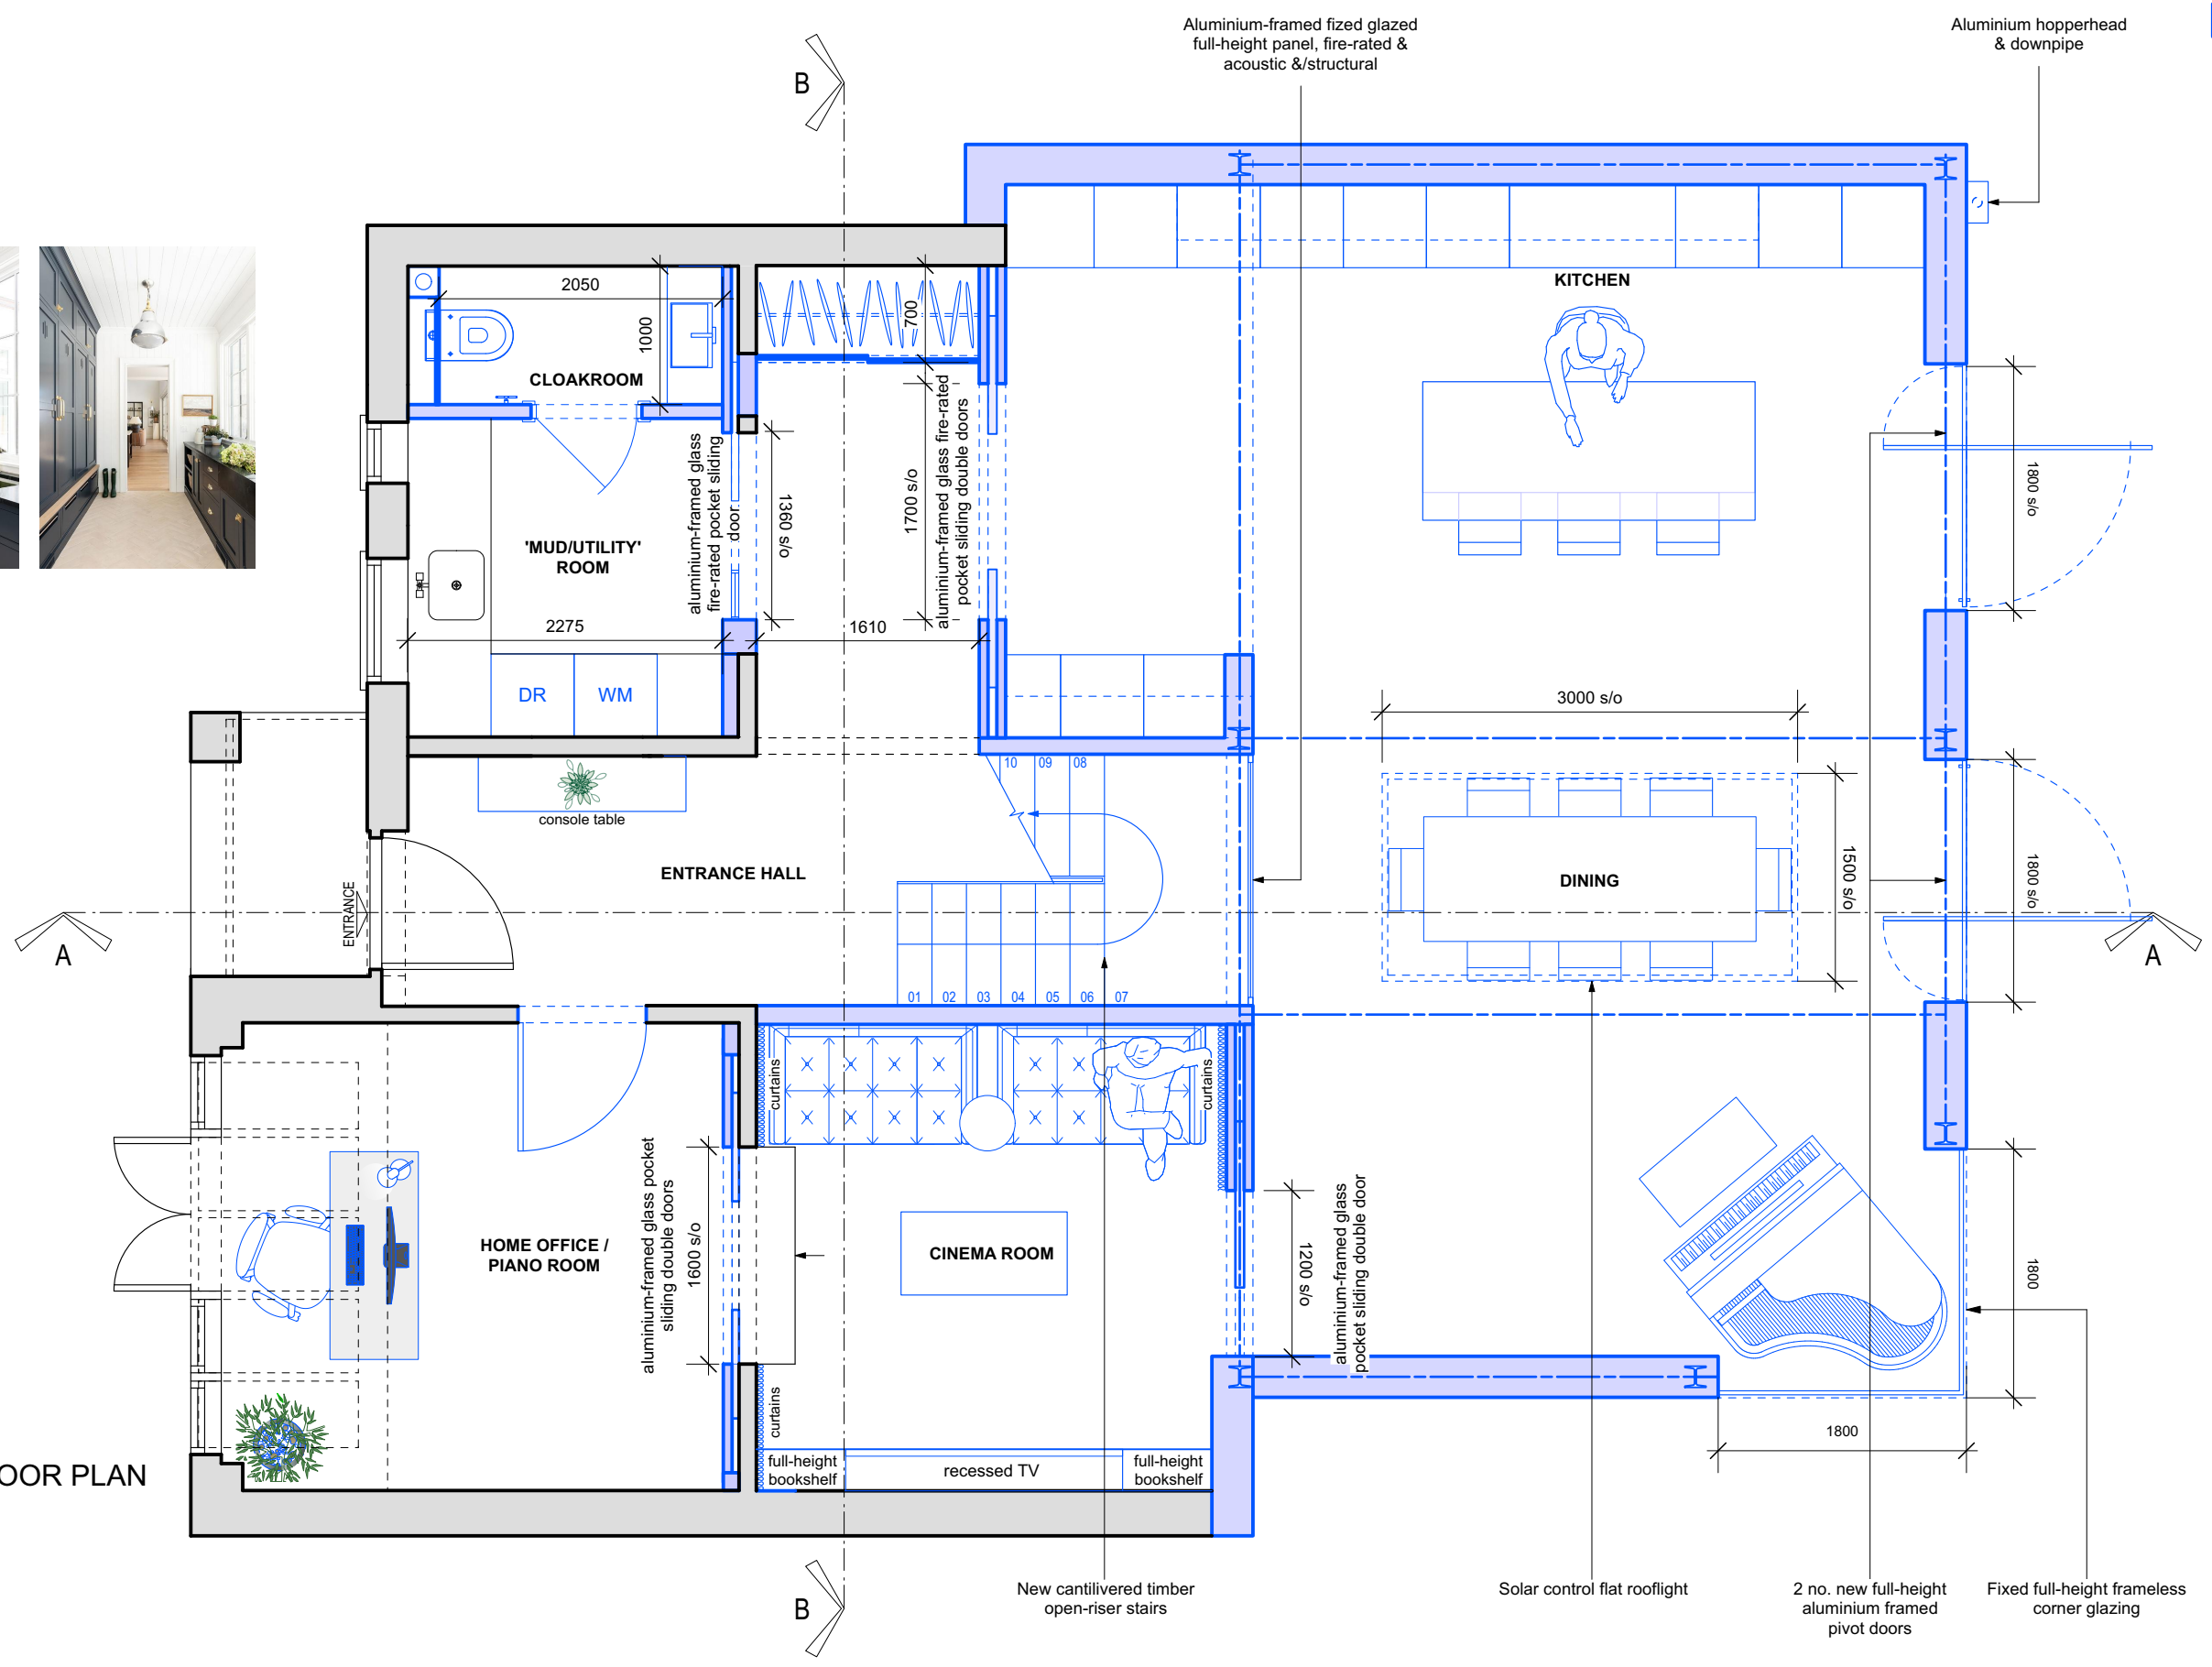 Aluminium-framed fized glazed
full-height panel, fire-rated &
acoustic &/structural
Aluminium hopperhead
& downpipe
B
KITCHEN
2050
1000
700
CLOAKROOM
aluminium-framed glass
fire-rated pocket sliding
door.
1360 s/o
1700 s/o
aluminium-framed glass fire-rated
pocket sliding double doors
1800 s/o
'MUD/UTILITY'
ROOM
2275
1610
DR
WM
3000 s/o
10
09
08
console table
ENTRANCE HALL
ENTRANCE
DINING
1500 s/o
1800 s/o
A
A
01
02
03
04
05
06
07
curtains
curtains
aluminium-framed glass pocket
sliding double doors
1600 s/o
HOME OFFICE /
PIANO ROOM
CINEMA ROOM
1200 s/o
aluminium-framed glass
pocket sliding double door
1800
curtains
1800
full-height
bookshelf
recessed TV
full-height
bookshelf
OOR PLAN
B
New cantilivered timber
open-riser stairs
Solar control flat rooflight
2 no. new full-height
aluminium framed
pivot doors
Fixed full-height frameless
corner glazing